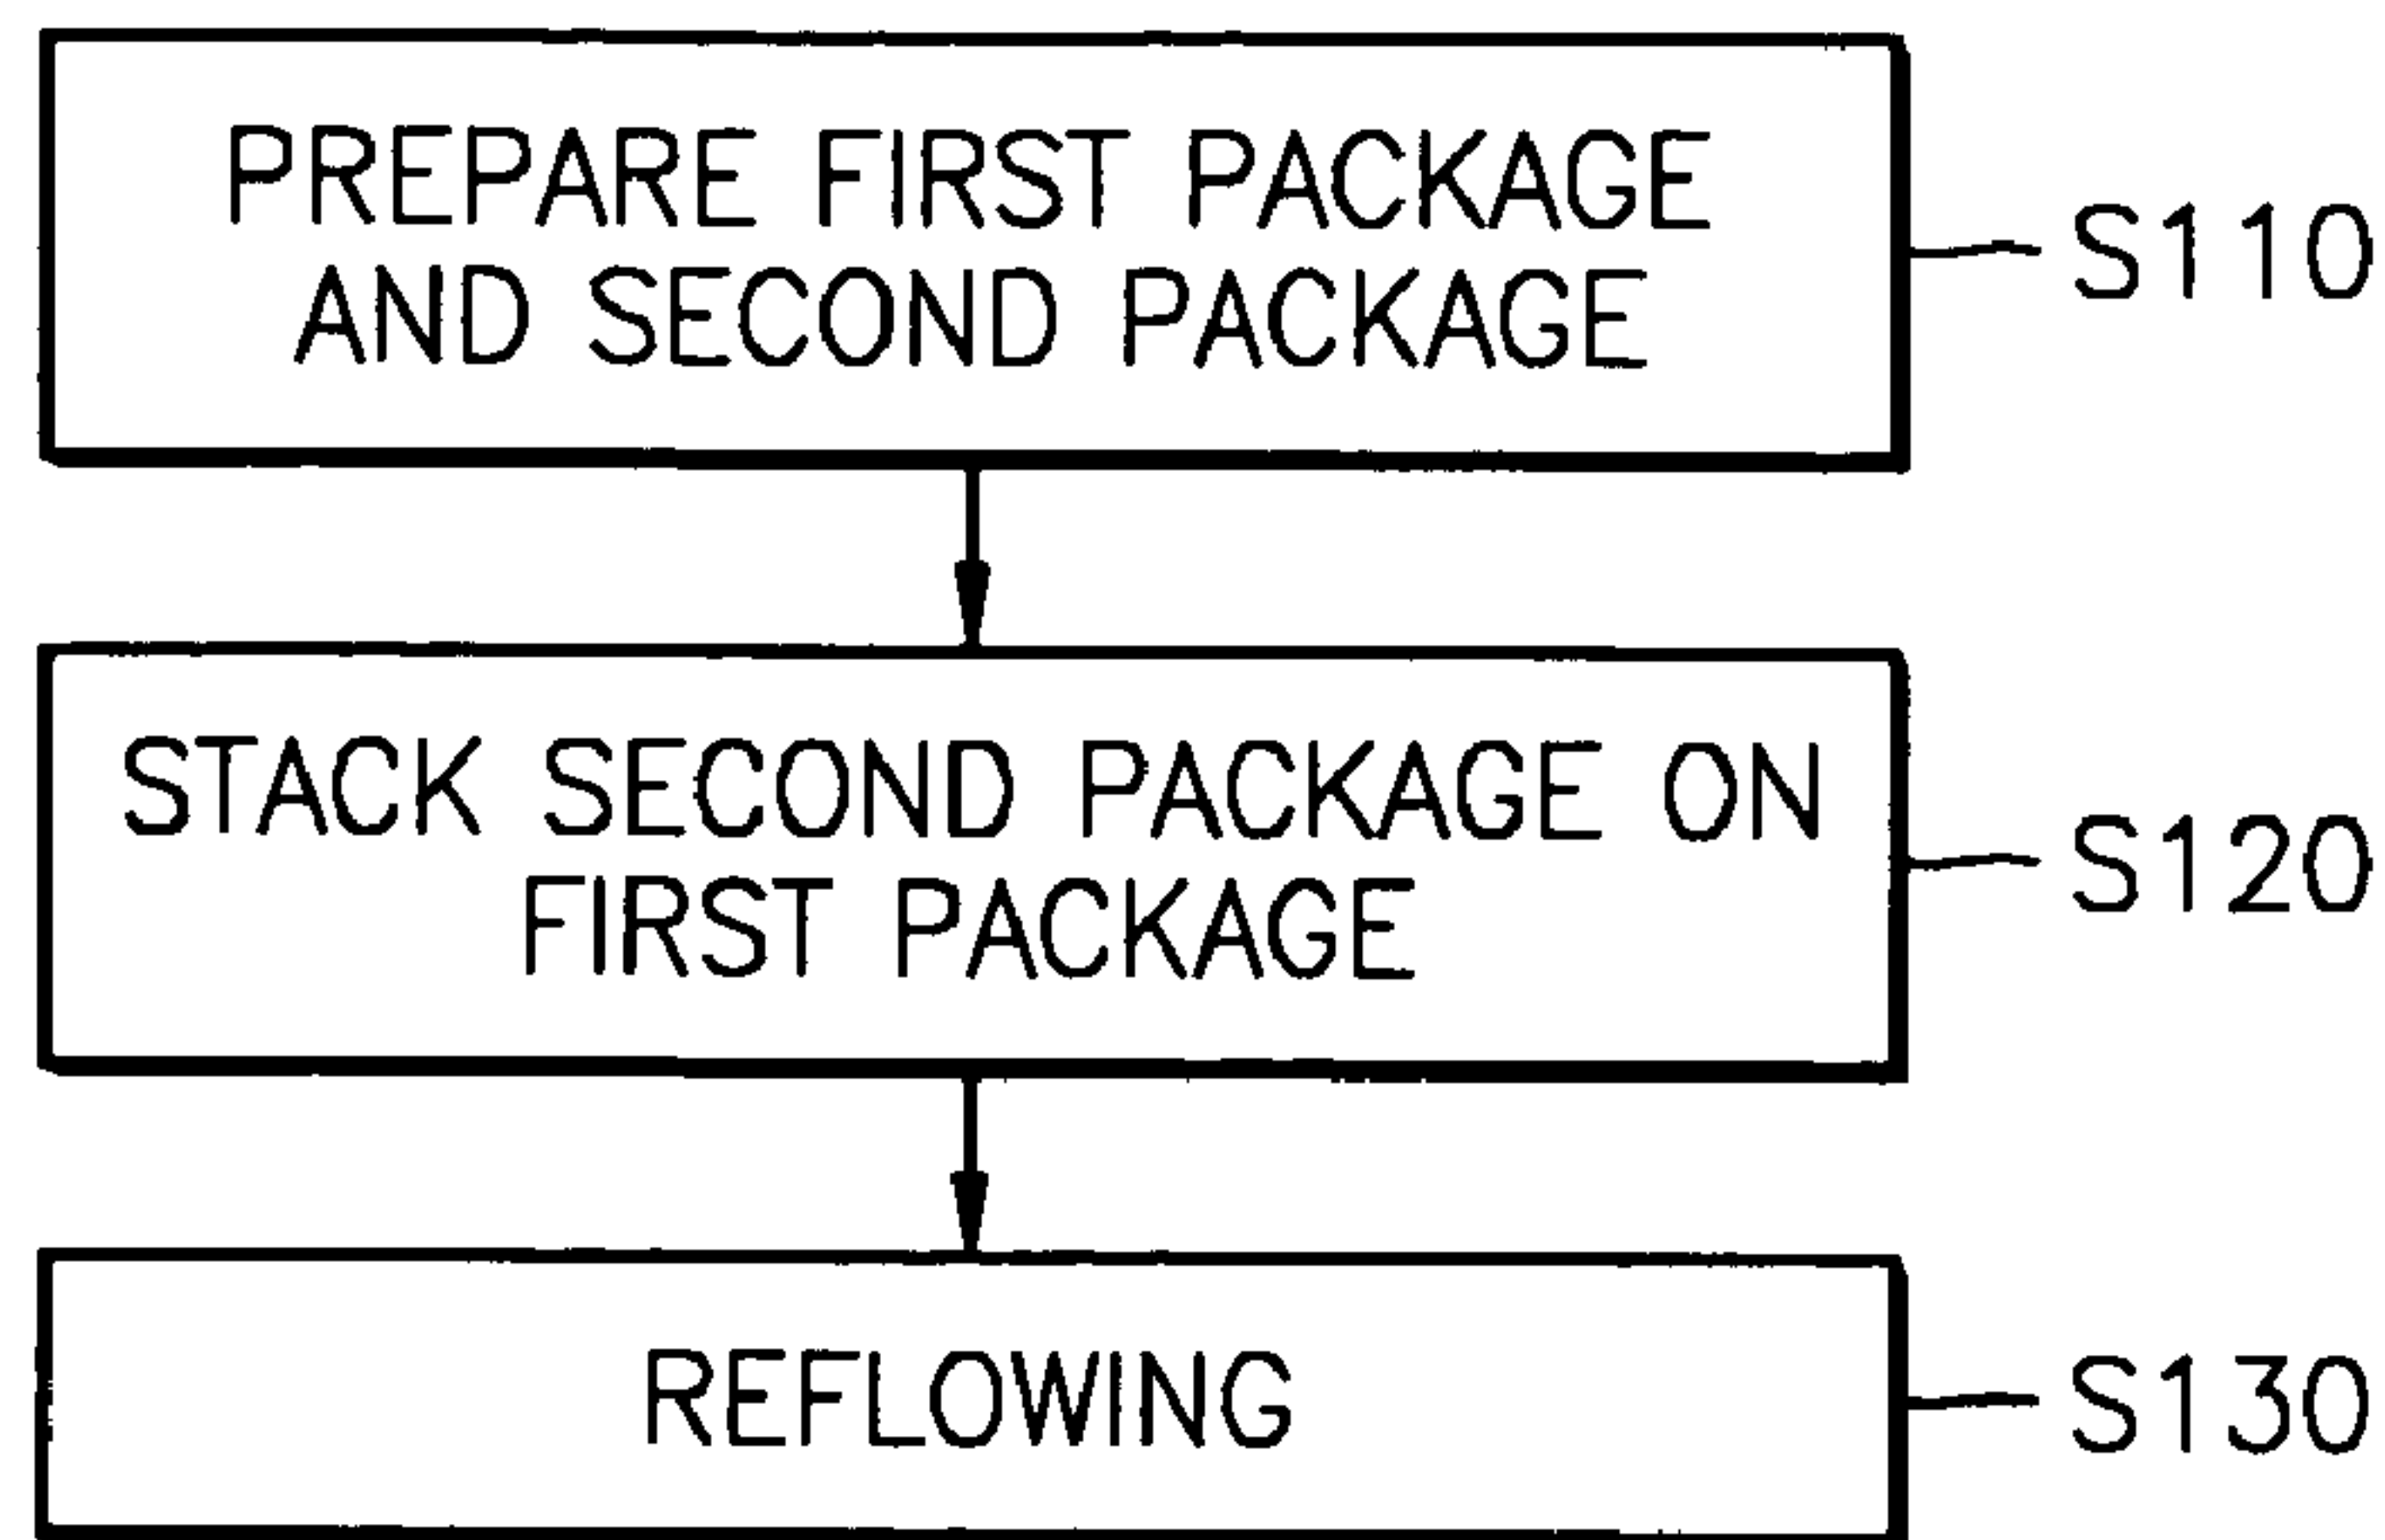 PREPARE FIRST PACKAGE
AND SECOND PACKAGE
S110
STACK SECOND PACKAGE ON
FIRST PACKAGE
S120
REFLOWING
S130